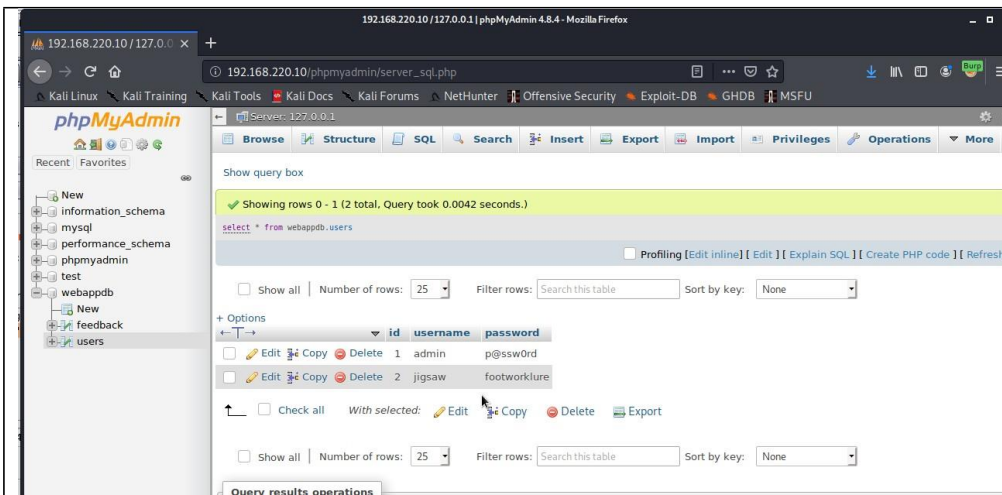 192.168.220.10 / 127.0.0.1 | phpMyAdmin 4.8.4 - Mozilla Firefox
192.168.220.10 / 127.0.0
192.168.220.10/phpmyadmin/server_sql.php
Burp
Kali Linux Kali Training Kali Tools Kali Docs Kali Forums NetHunter Offensive Security Exploit-DB GHDB MSFU
phpMyAdmin
Recent Favorites
New
information_schema
mysql
performance_schema
phpmyadmin
test
webappdb
New
feedback
users
Server: 127.0.0.1
Browse Structure SQL Search Insert Export Import Privileges Operations More
Show query box
Showing rows 0 - 1 (2 total, Query took 0.0042 seconds.)
select * from webappdb.users
Profiling [Edit inline] [ Edit ] [ Explain SQL ] [ Create PHP code ] [ Refresh
Show all | Number of rows: 25 Filter rows: Search this table Sort by key: None
+ Options
←T→ id username password
Edit Copy Delete 1 admin p@ssw0rd
Edit Copy Delete 2 jigsaw footworklure
Check all With selected: Edit Copy Delete Export
Show all | Number of rows: 25 Filter rows: Search this table Sort by key: None
Query results operations